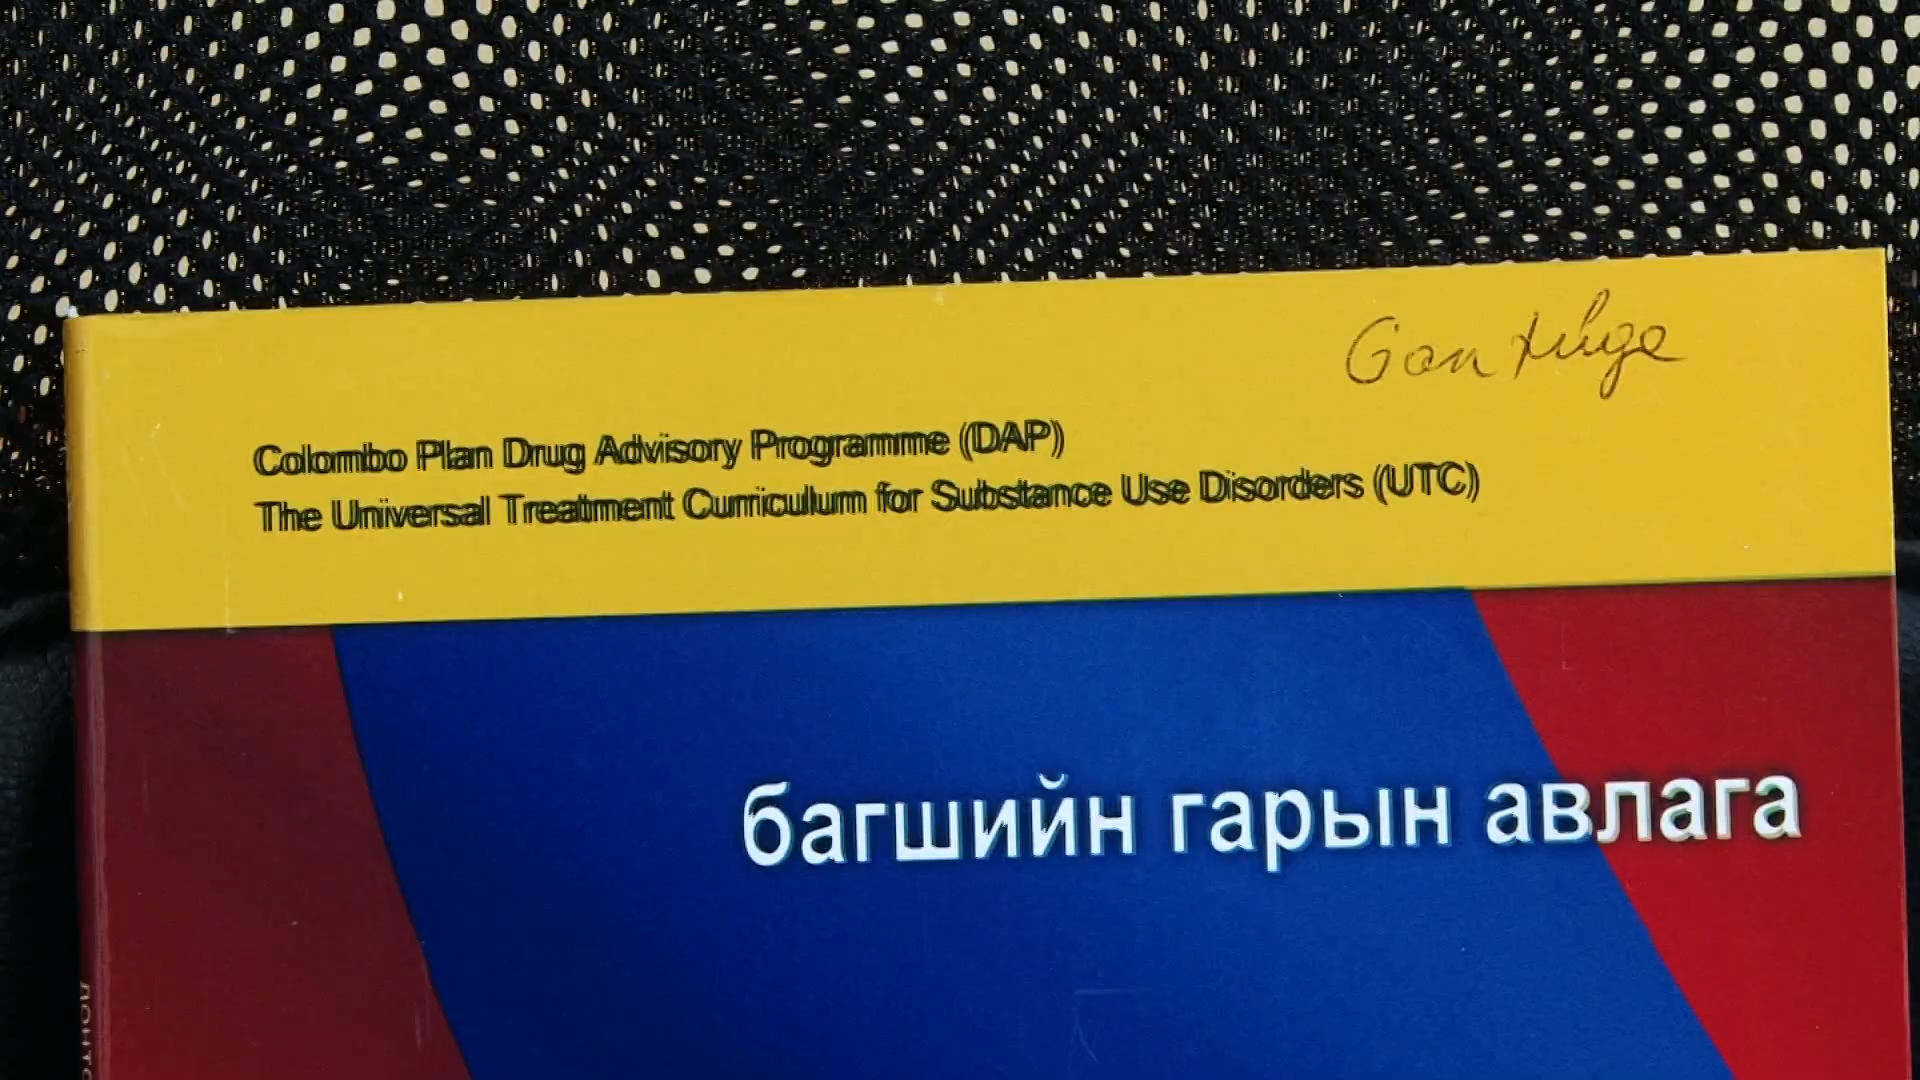 Colombo Plan Drug Advisory Programme (DAP)
The Universal Treatment Curriculum for Substance Use Disorders (UTC)
багшийн гарын авлага